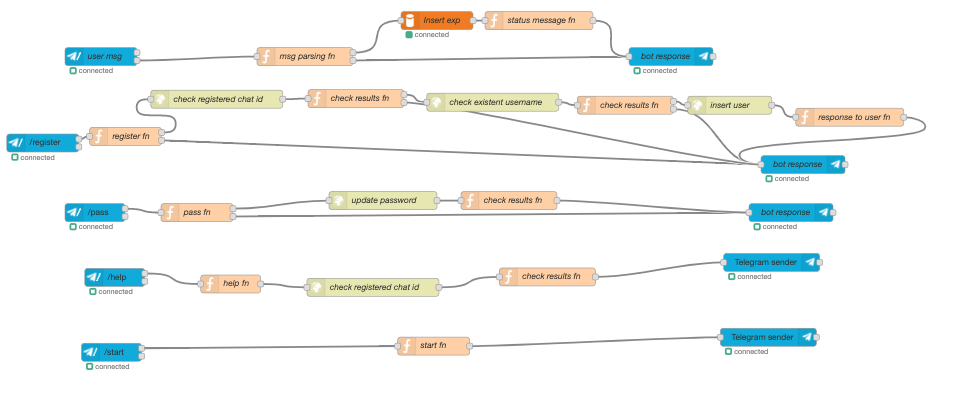 Insert exp
status message fn
connected
user msg
msg parsing fn
bot response
connected
connected
check registered chat id
check results fn
check existent username
check results fn
insert user
response to user fn
/register
register fn
connected
bot response
connected
/pass
pass fn
update password
check results fn
bot response
connected
connected
/help
help fn
check registered chat id
check results fn
Telegram sender
connected
connected
/start
start fn
Telegram sender
connected
connected